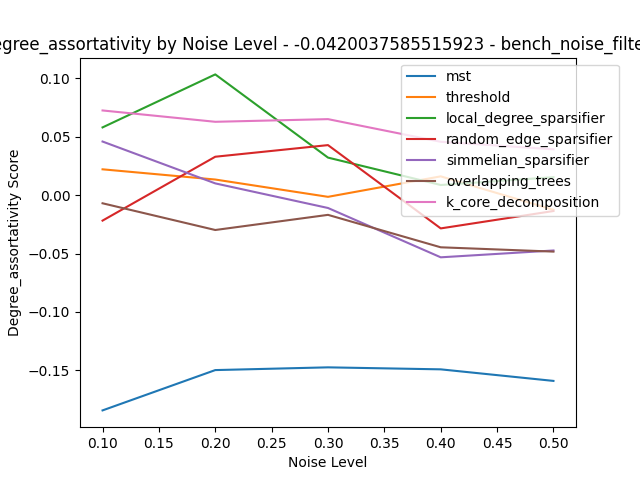 egree_assortativity by Noise Level - -0.0420037585515923 - bench_noise_filte
0.10
0.05
0.00
−0.05
−0.10
−0.15
Degree_assortativity Score
mst
threshold
local_degree_sparsifier
random_edge_sparsifier
simmelian_sparsifier
overlapping_trees
k_core_decomposition
0.10 0.15 0.20 0.25 0.30 0.35 0.40 0.45 0.50
Noise Level